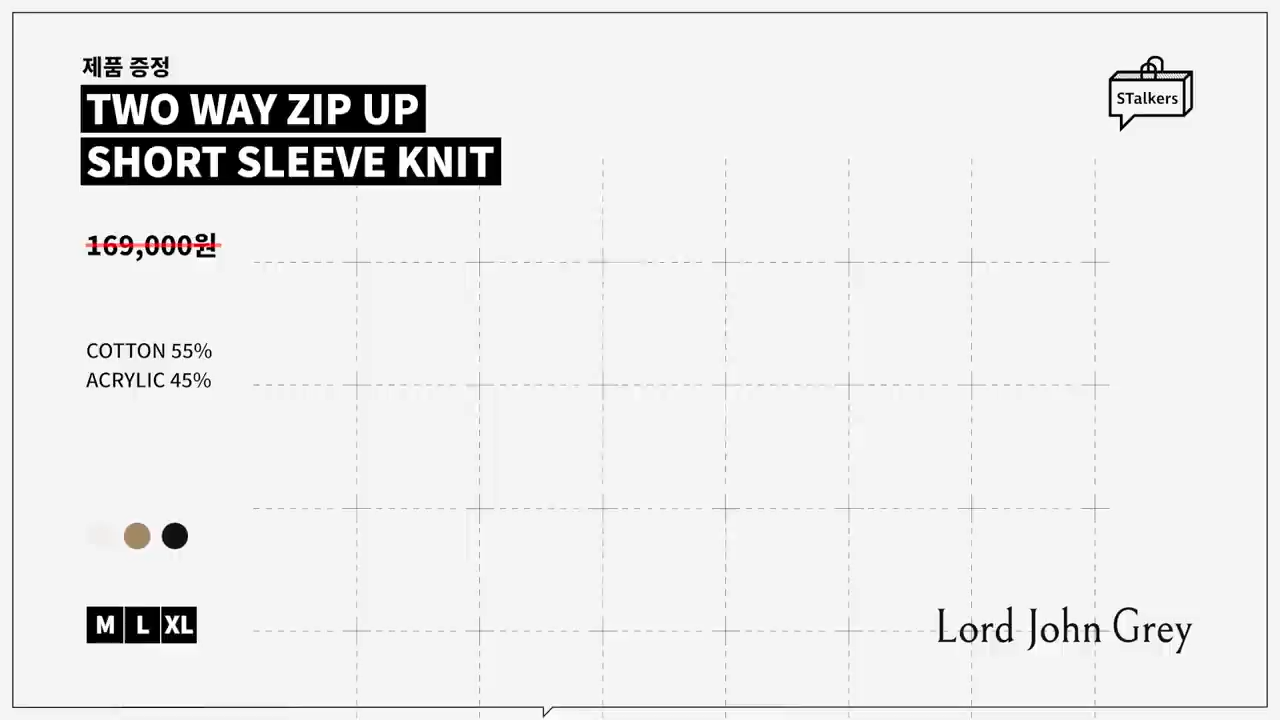 제품 증정
TWO WAY ZIP UP
SHORT SLEEVE KNIT
STalkers
169,000원
COTTON 55%
ACRYLIC 45%
M L XL
Lord John Grey